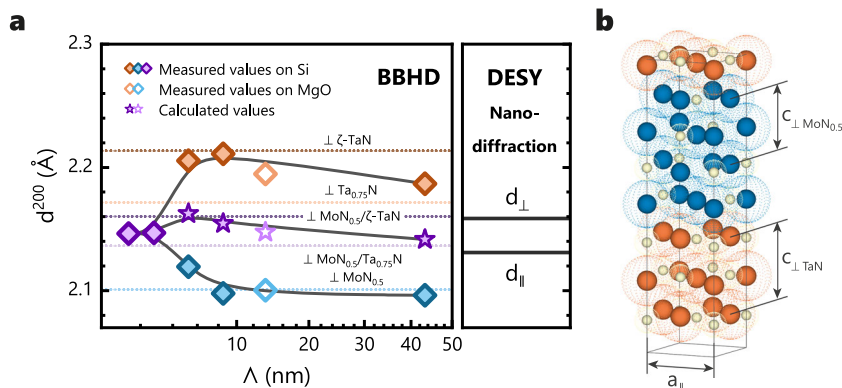 a
b
2.3
2.2
2.1
d²⁰⁰ (Å)
Measured values on Si
Measured values on MgO
Calculated values
BBHD
⊥ ζ-TaN
⊥ Ta₀.₇₅N
⊥ MoN₀.₅/ζ-TaN
⊥ MoN₀.₅/Ta₀.₇₅N
⊥ MoN₀.₅
10
20
30
40
50
Λ (nm)
DESY
Nano-
diffraction
d⊥
d∥
c⊥ MoN₀.₅
c⊥ TaN
a∥